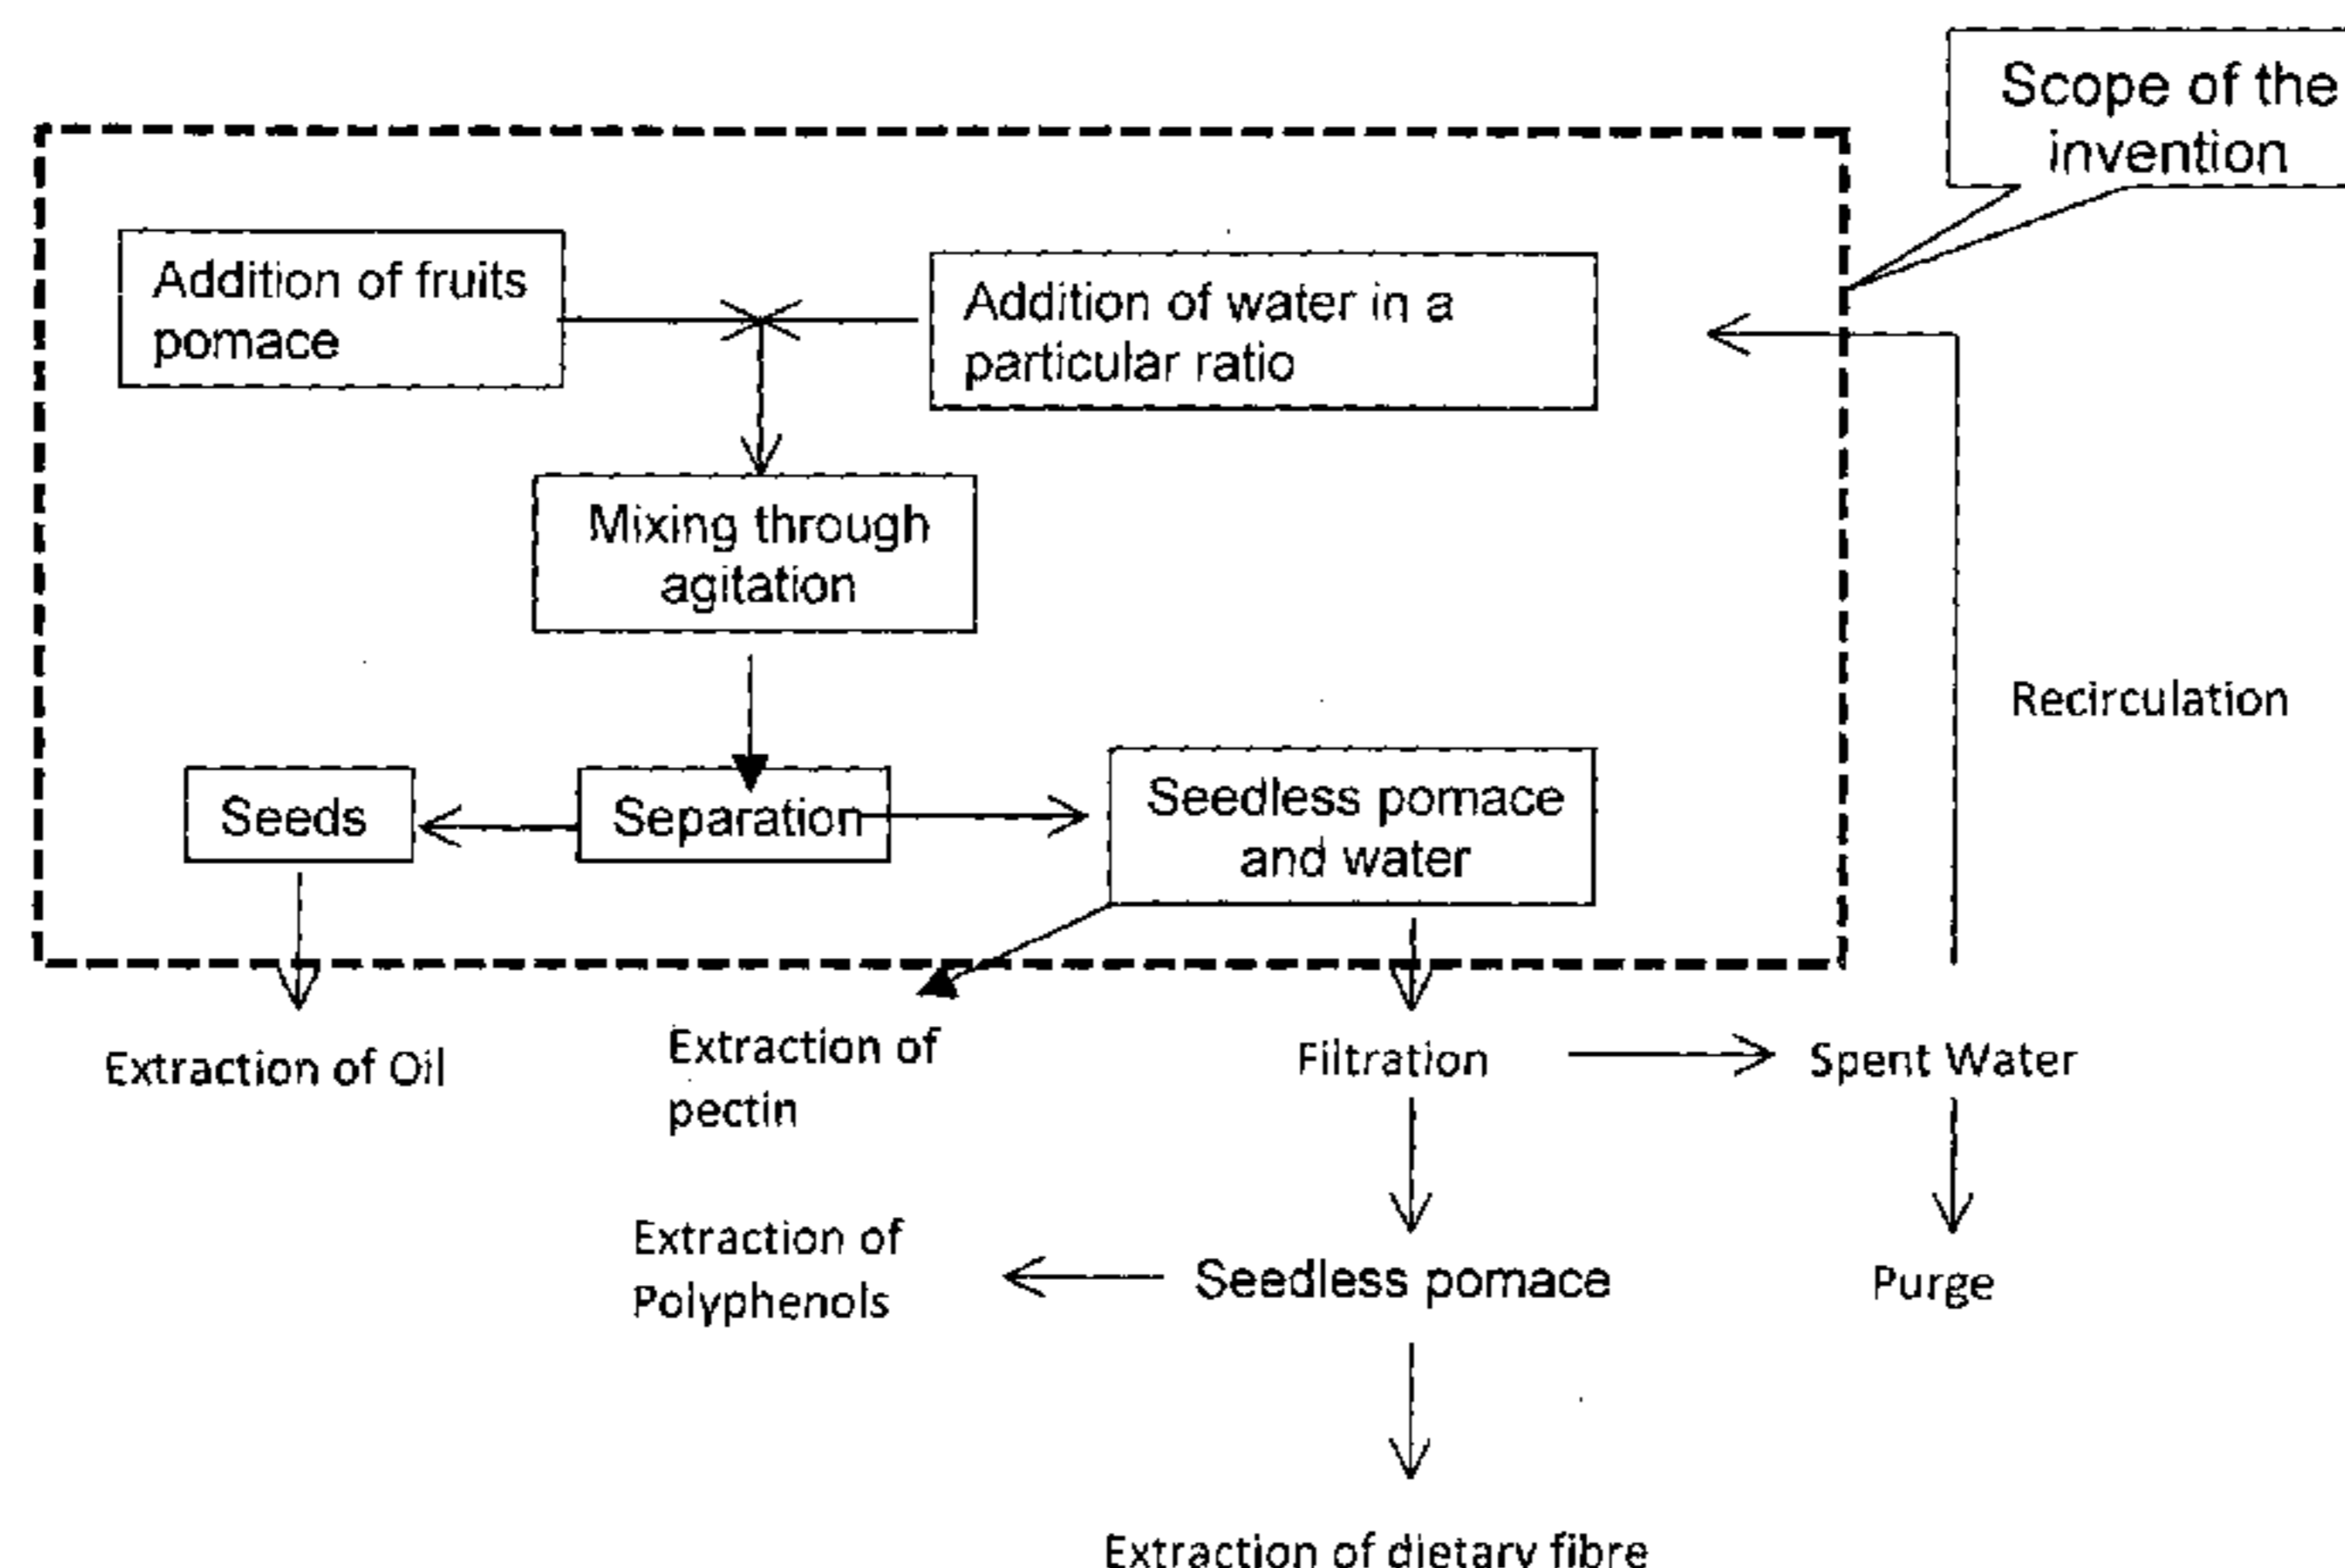 Scope of the
invention
Addition of fruits
pomace
Addition of water in a
particular ratio
Mixing through
agitation
Recirculation
Seeds
Separation
Seedless pomace
and water
Extraction of Oil
Extraction of
pectin
Filtration
Spent Water
Extraction of
Polyphenols
Seedless pomace
Purge
Extraction of dietary fibre